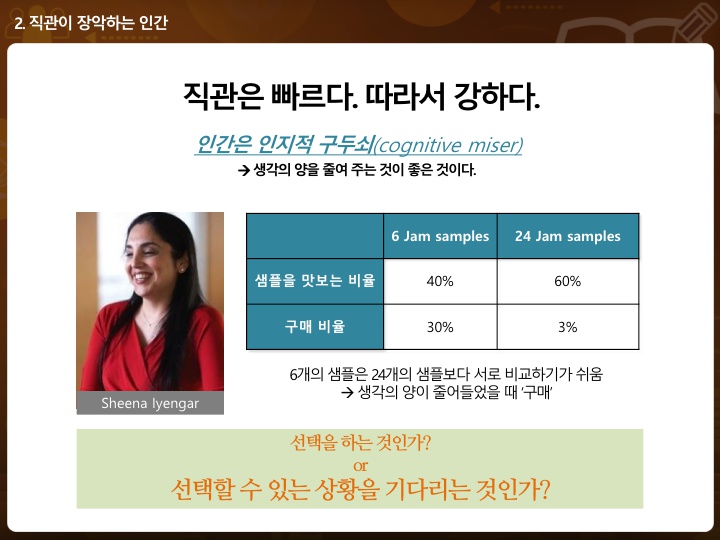 2. 직관이 장악하는 인간
직관은 빠르다. 따라서 강하다.
인간은 인지적 구두쇠(cognitive miser)
→ 생각의 양을 줄여 주는 것이 좋은 것이다.
6 Jam samples 24 Jam samples
샘플을 맛보는 비율 40% 60%
구매 비율 30% 3%
Sheena Iyengar
6개의 샘플은 24개의 샘플보다 서로 비교하기가 쉬움
→ 생각의 양이 줄어들었을 때 ‘구매’
선택을 하는 것인가?
or
선택할 수 있는 상황을 기다리는 것인가?